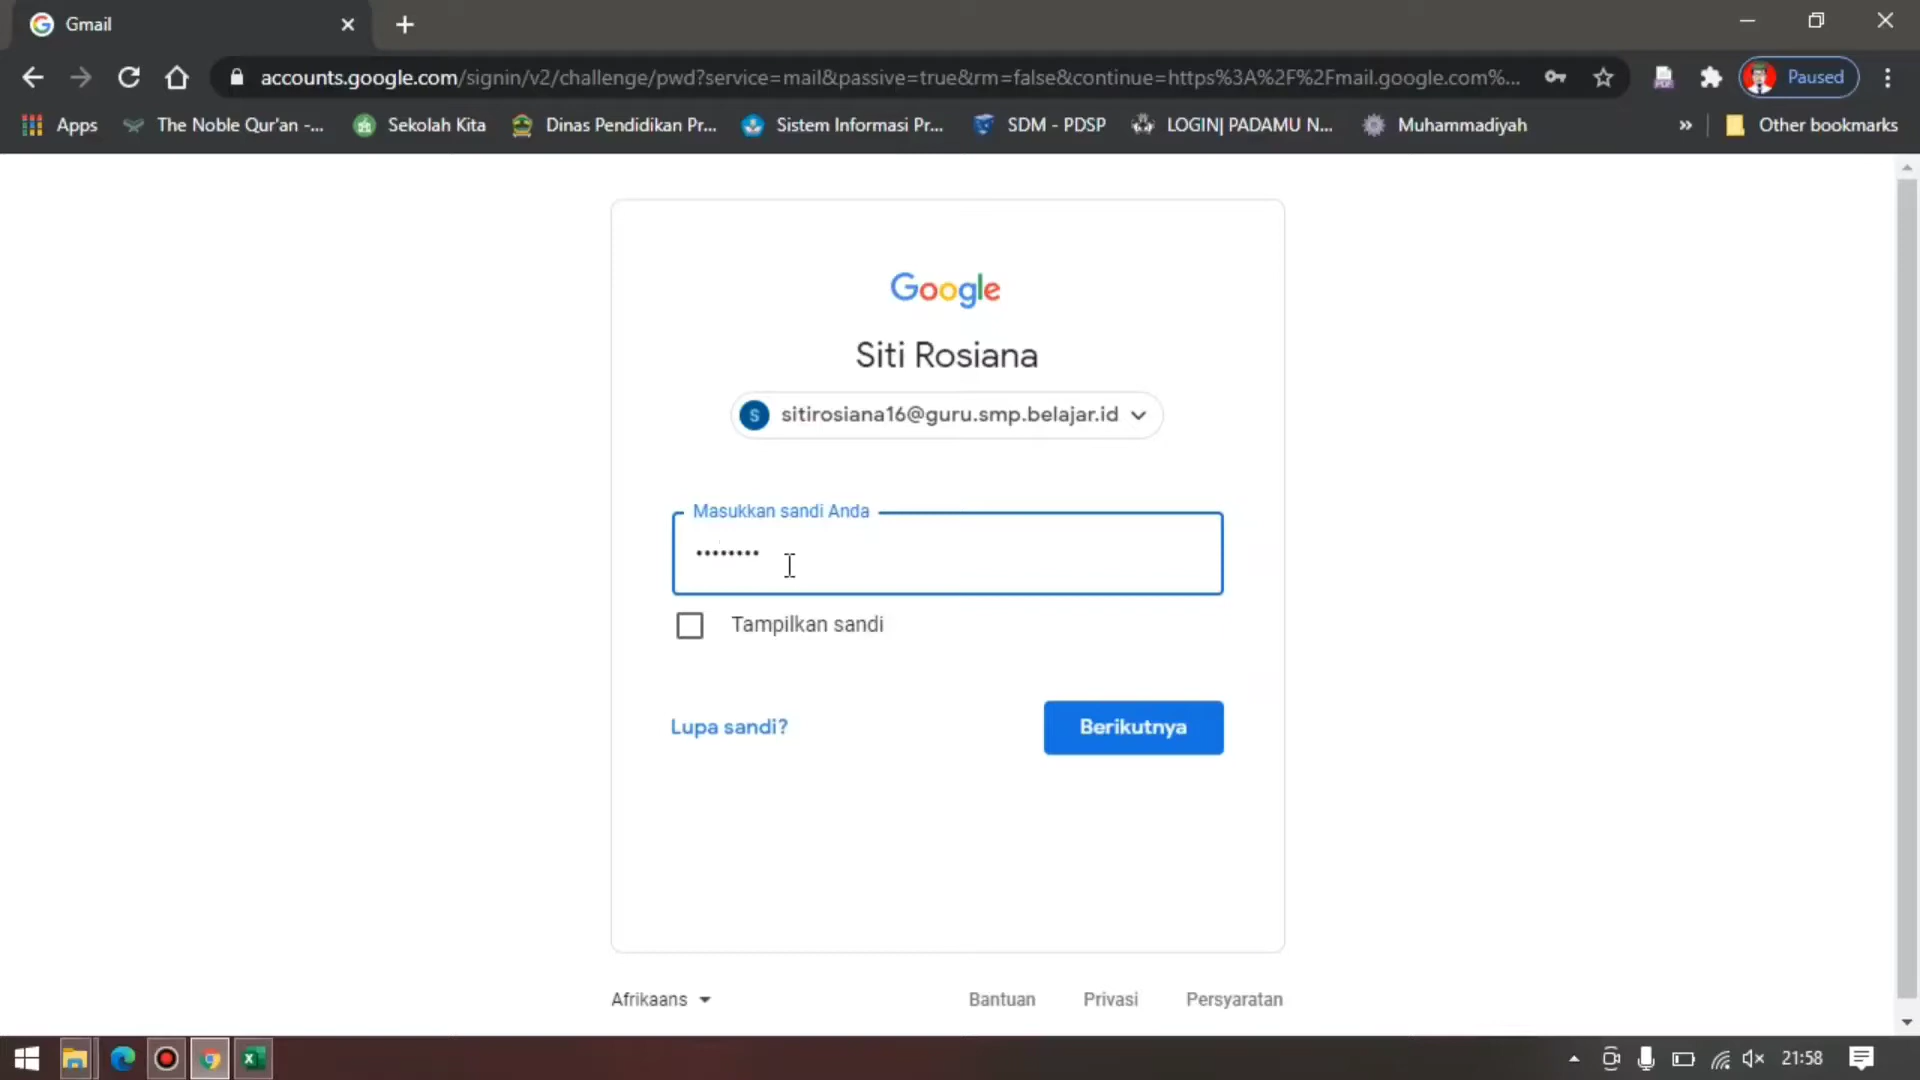 Gmail
accounts.google.com/signin/v2/challenge/pwd?service=mail&passive=true&rm=false&continue=https%3A%2F%2Fmail.google.com%...
Paused
Apps The Noble Qur'an -... Sekolah Kita Dinas Pendidikan Pr... Sistem Informasi Pr... SDM - PDSP LOGIN| PADAMU N... Muhammadiyah » Other bookmarks
Google
Siti Rosiana
S sitirosiana16@guru.smp.belajar.id
Masukkan sandi Anda
••••••••
Tampilkan sandi
Lupa sandi? Berikutnya
Afrikaans Bantuan Privasi Persyaratan
21:58